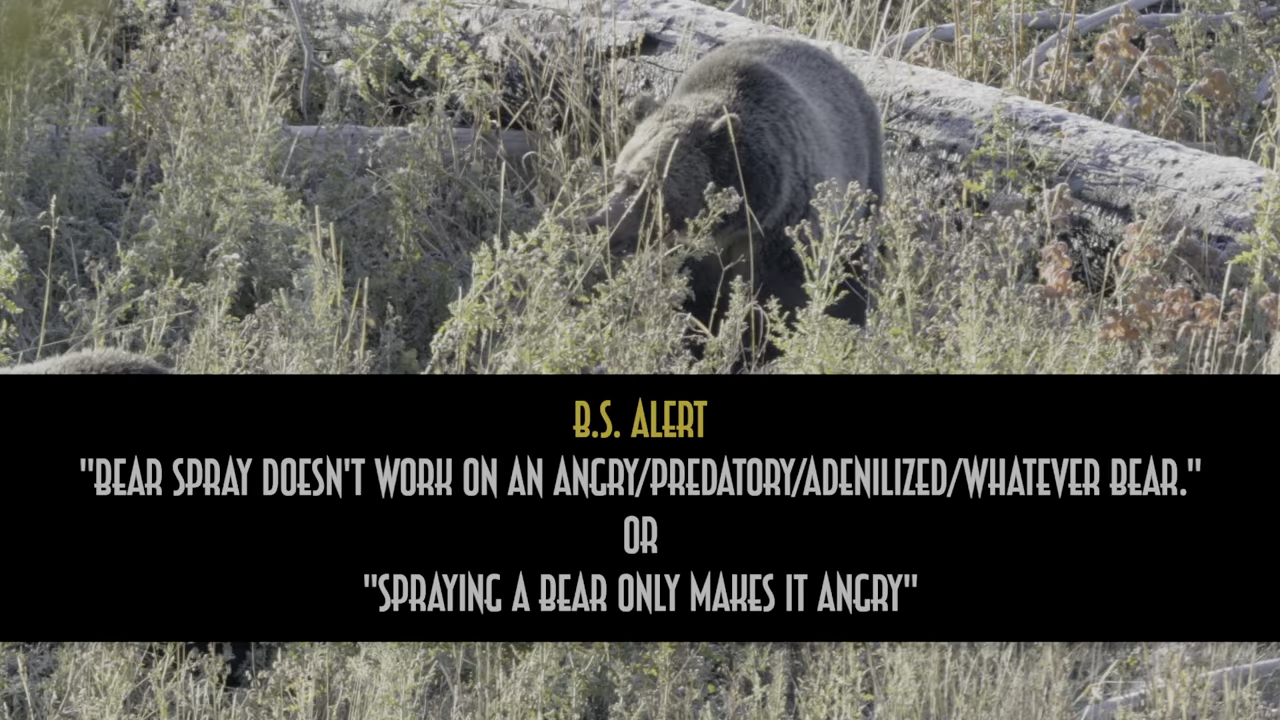 B.S. ALERT
"BEAR SPRAY DOESN'T WORK ON AN ANGRY/PREDATORY/ADENILIZED/WHATEVER BEAR."
OR
"SPRAYING A BEAR ONLY MAKES IT ANGRY"